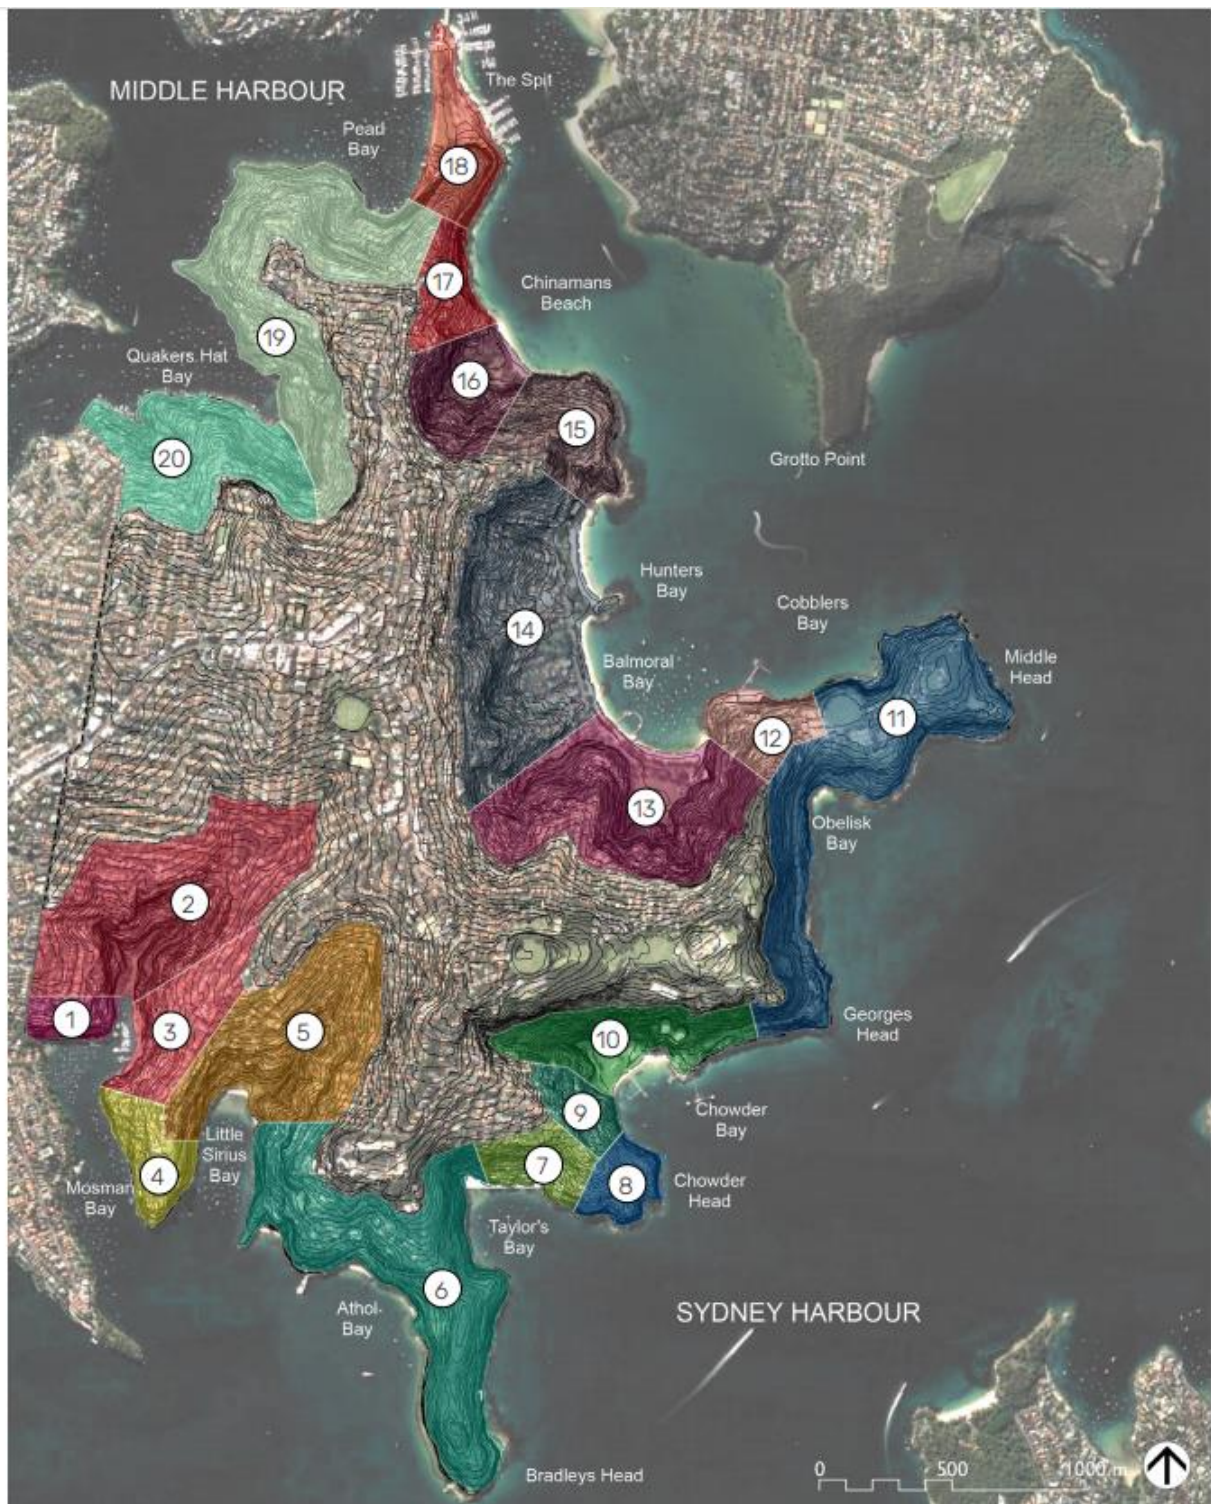 The Spit
MIDDLE HARBOUR
Pearl
Bay
18
17
Chinamans
Beach
19
Quakers Hat
Bay
16
15
20
Grotto Point
Hunters
Bay
Cobblers
Bay
14
Balmoral
Bay
Middle
Head
11
12
13
Obelisk
Bay
2
1
3
5
10
Georges
Head
9
Chowder
Bay
Little
Sirius
Bay
4
Mosman
Bay
7
8
Chowder
Head
Taylor's
Bay
6
Athol
Bay
SYDNEY HARBOUR
Bradleys Head
0 500 1000 m